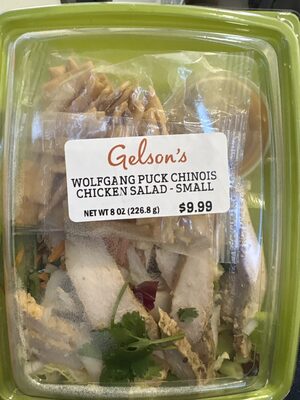 Gelson's
WOLFGANG PUCK CHINOIS
CHICKEN SALAD - SMALL
NET WT 8 OZ (226.8 g) $9.99